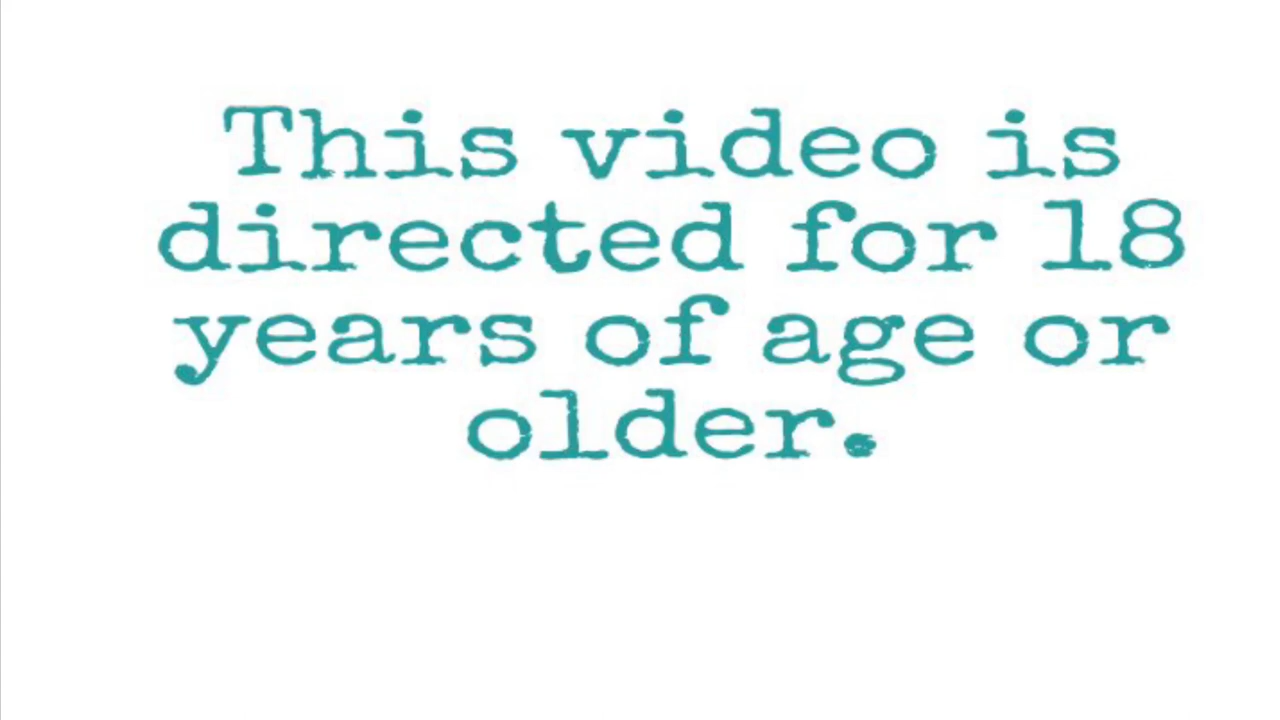 This video is
directed for 18
years of age or
older.